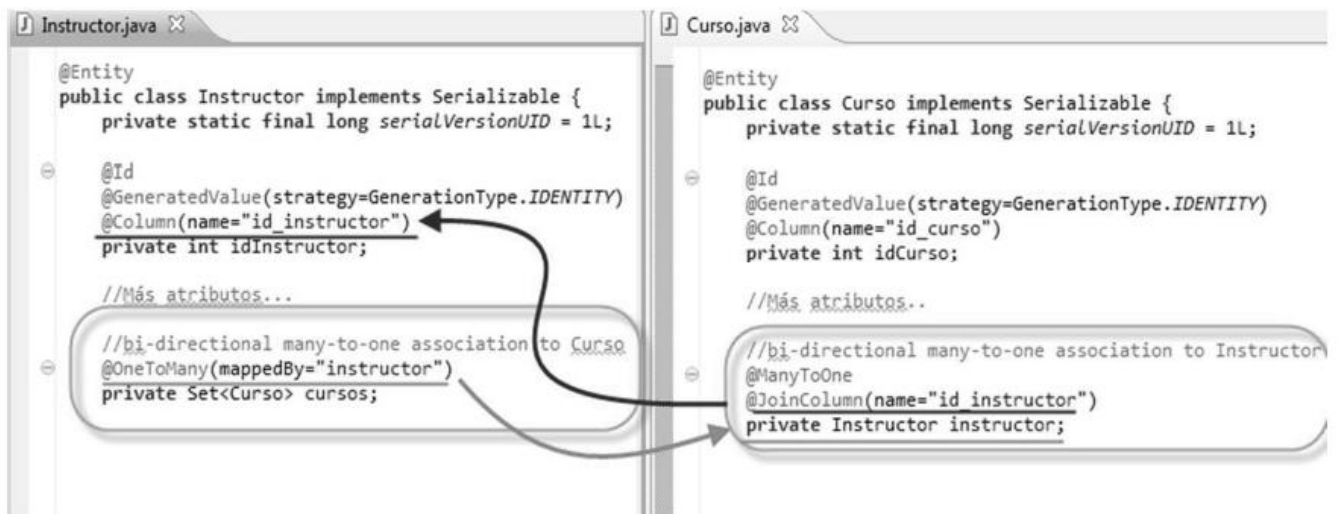 Instructor.java
@Entity
public class Instructor implements Serializable {
private static final long serialVersionUID = 1L;
@Id
@GeneratedValue(strategy=GenerationType.IDENTITY)
@Column(name="id_instructor")
private int idInstructor;
//Más atributos...
//bi-directional many-to-one association to Curso
@OneToMany(mappedBy="instructor")
private Set<Curso> cursos;
Curso.java
@Entity
public class Curso implements Serializable {
private static final long serialVersionUID = 1L;
@Id
@GeneratedValue(strategy=GenerationType.IDENTITY)
@Column(name="id_curso")
private int idCurso;
//Más atributos..
//bi-directional many-to-one association to Instructor
@ManyToOne
@JoinColumn(name="id_instructor")
private Instructor instructor;